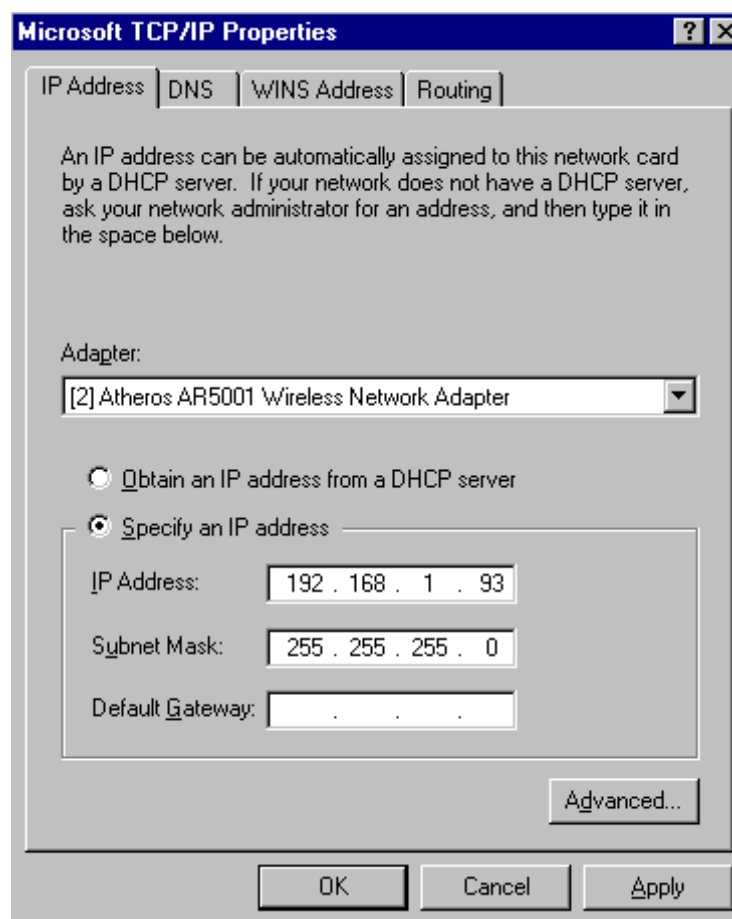 Microsoft TCP/IP Properties
IP Address DNS WINS Address Routing
An IP address can be automatically assigned to this network card
by a DHCP server. If your network does not have a DHCP server,
ask your network administrator for an address, and then type it in
the space below.
Adapter:
[2] Atheros AR5001 Wireless Network Adapter
Obtain an IP address from a DHCP server
Specify an IP address
IP Address: 192 . 168 . 1 . 93
Subnet Mask: 255 . 255 . 255 . 0
Default Gateway: . . .
Advanced...
OK Cancel Apply